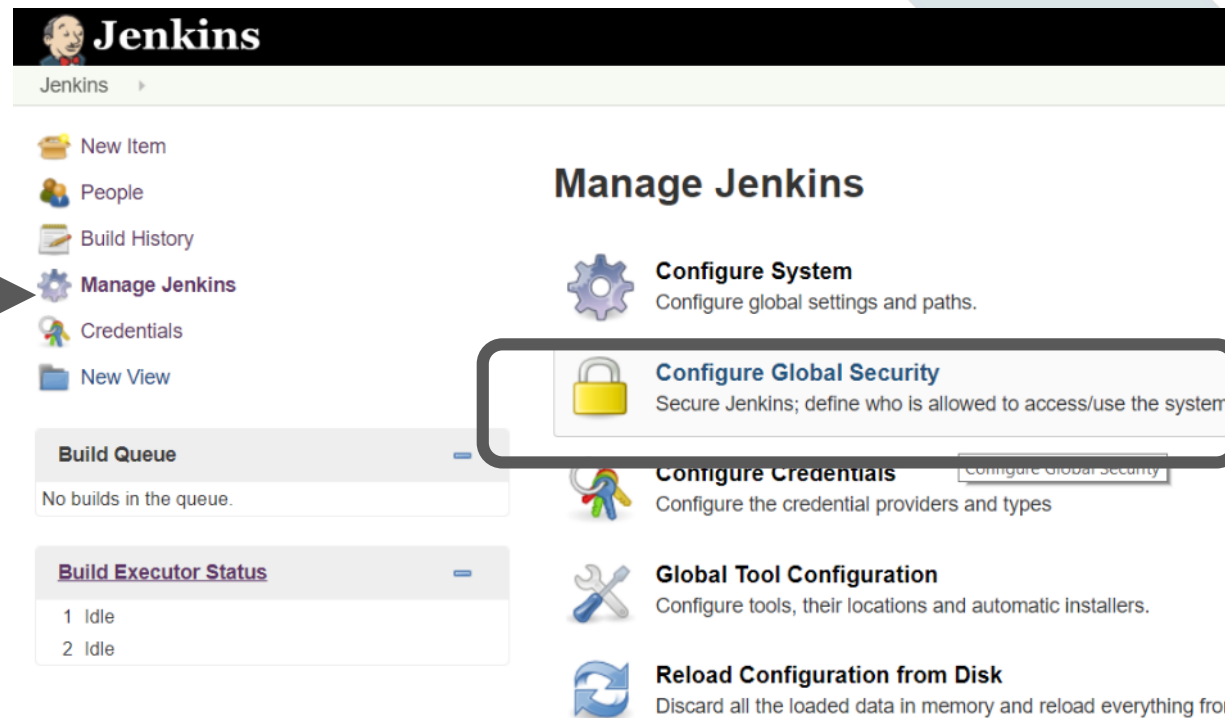 Jenkins
Jenkins
New Item
People
Build History
Manage Jenkins
Credentials
New View
Build Queue
No builds in the queue.
Build Executor Status
1 Idle
2 Idle
Manage Jenkins
Configure System
Configure global settings and paths.
Configure Global Security
Secure Jenkins; define who is allowed to access/use the system
Configure Credentials
Configure Global Security
Configure the credential providers and types
Global Tool Configuration
Configure tools, their locations and automatic installers.
Reload Configuration from Disk
Discard all the loaded data in memory and reload everything